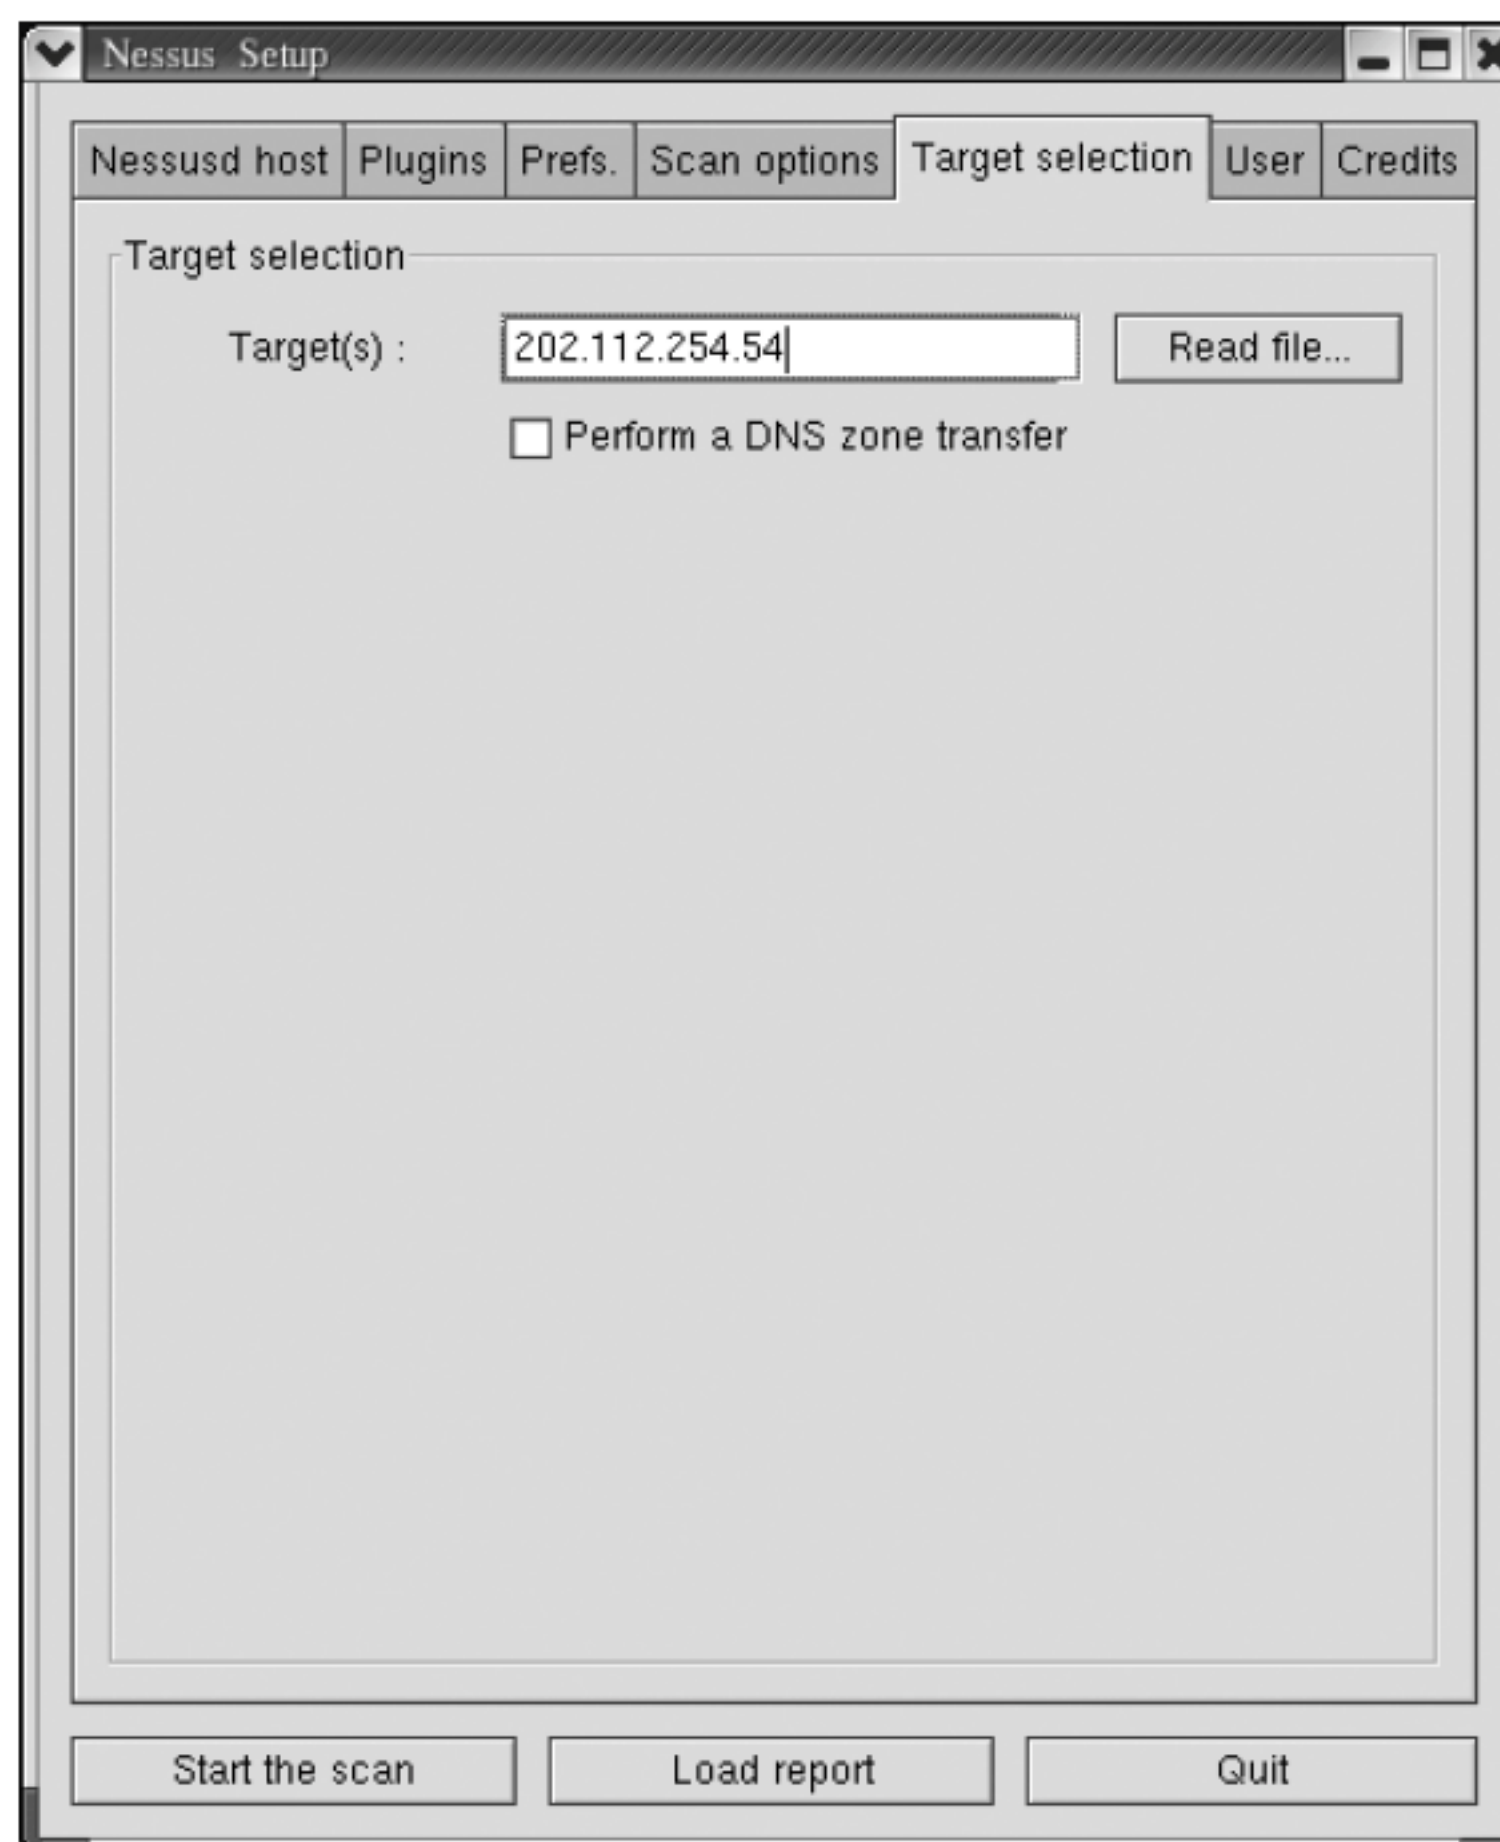 Nessus Setup
Nessusd host Plugins Prefs. Scan options Target selection User Credits
Target selection
Target(s) : 202.112.254.54 Read file...
Perform a DNS zone transfer
Start the scan Load report Quit